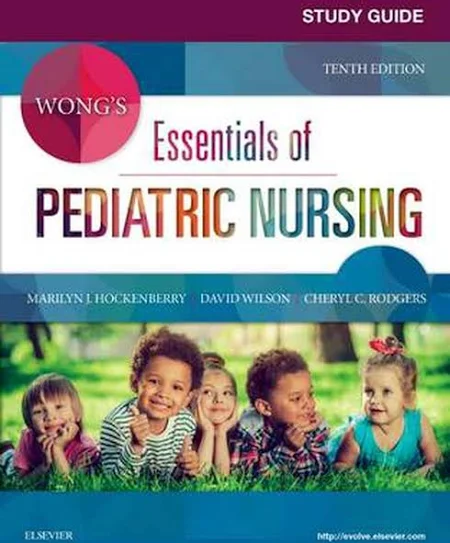 STUDY GUIDE
TENTH EDITION
WONG'S
Essentials of
PEDIATRIC NURSING
MARILYN J. HOCKENBERRY / DAVID WILSON / CHERYL C. RODGERS
ELSEVIER
http://evolve.elsevier.com